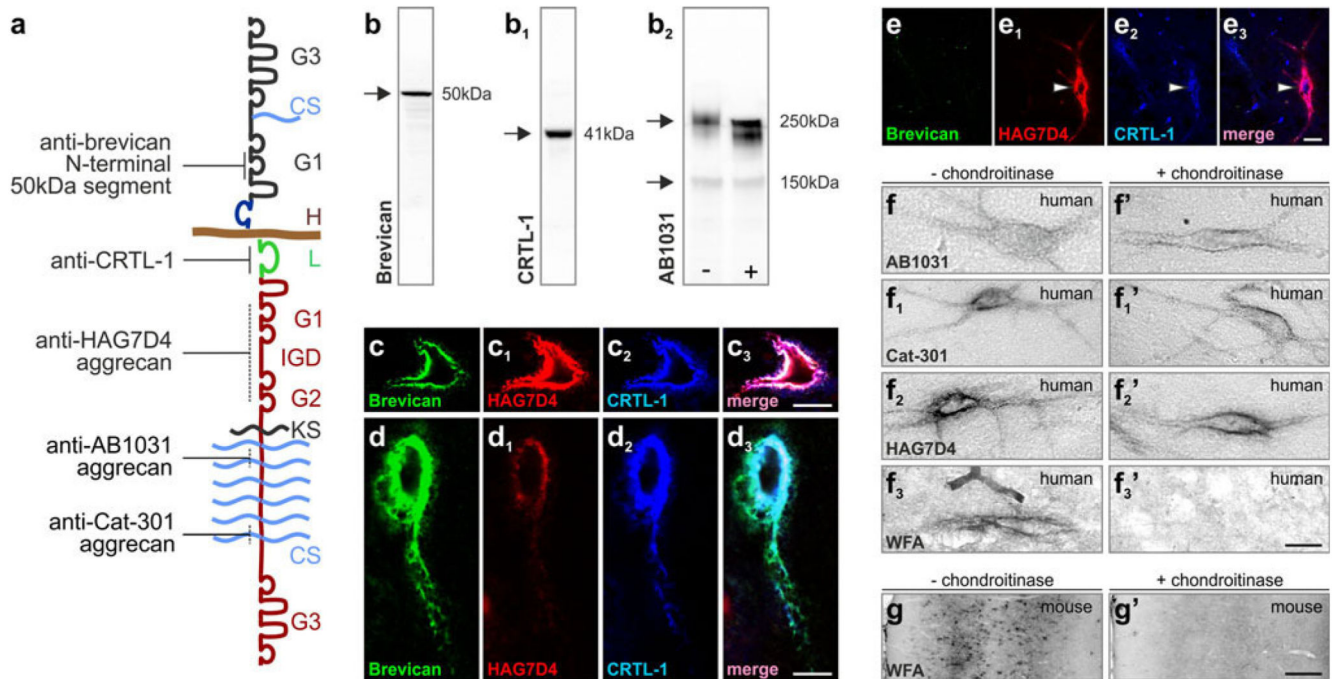 a
G3
CS
anti-brevican
N-terminal
50kDa segment
G1
H
anti-CRTL-1
L
G1
anti-HAG7D4
aggrecan
IGD
G2
KS
anti-AB1031
aggrecan
anti-Cat-301
aggrecan
CS
G3
b
50kDa
Brevican
b1
41kDa
CRTL-1
b2
250kDa
150kDa
AB1031
- +
c c1 c2 c3
Brevican HAG7D4 CRTL-1 merge
d d1 d2 d3
Brevican HAG7D4 CRTL-1 merge
e e1 e2 e3
Brevican HAG7D4 CRTL-1 merge
- chondroitinase + chondroitinase
f human f' human
AB1031
f1 human f1' human
Cat-301
f2 human f2' human
HAG7D4
f3 human f3' human
WFA
- chondroitinase + chondroitinase
g mouse g' mouse
WFA